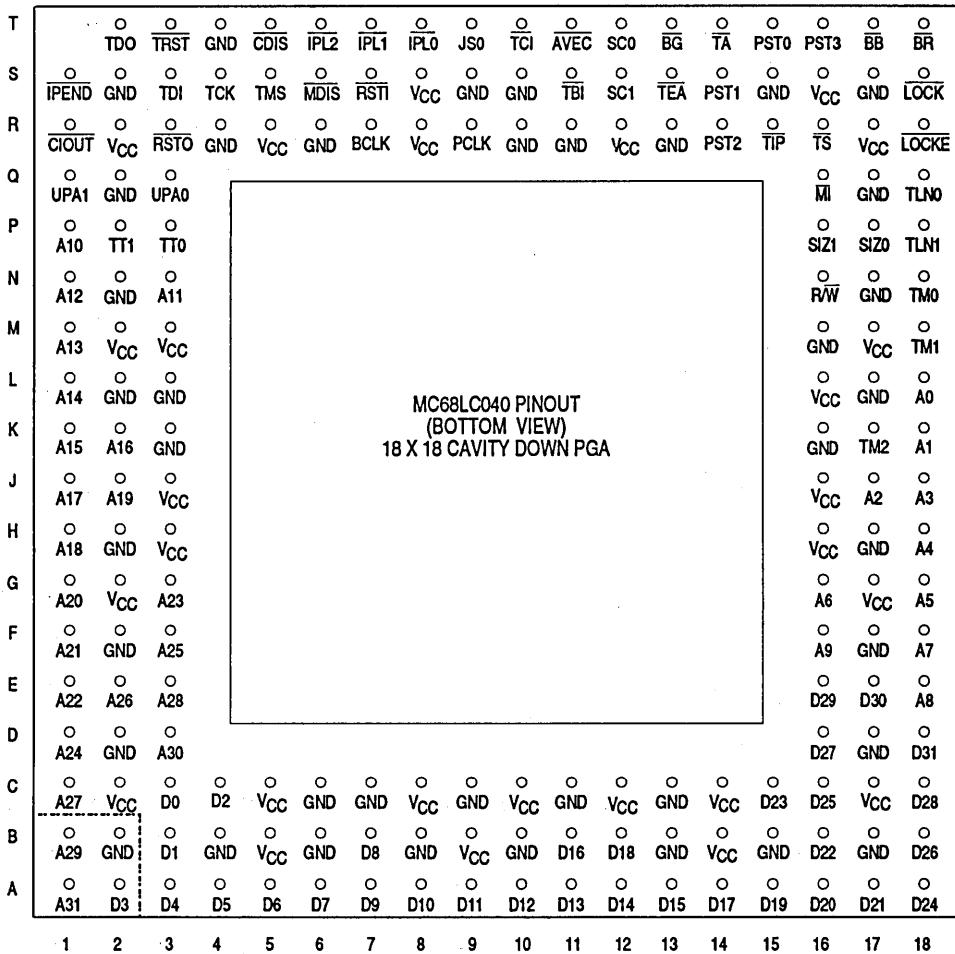 T
TDO TRST GND CDIS IPL2 IPL1 IPL0 JS0 TCI AVEC SC0 BG TA PST0 PST3 BB BR
S
IPEND GND TDI TCK TMS MDIS RSTI VCC GND GND TBI SC1 TEA PST1 GND VCC GND LOCK
R
CIOUT VCC RSTO GND VCC GND BCLK VCC PCLK GND GND VCC GND PST2 TIP TS VCC LOCKE
Q
UPA1 GND UPA0 MI GND TLN0
P
A10 TT1 TT0 SIZ1 SIZ0 TLN1
N
A12 GND A11 R/W GND TM0
M
A13 VCC VCC GND VCC TM1
L
A14 GND GND VCC GND A0
MC68LC040 PINOUT
(BOTTOM VIEW)
18 X 18 CAVITY DOWN PGA
K
A15 A16 GND GND TM2 A1
J
A17 A19 VCC VCC A2 A3
H
A18 GND VCC VCC GND A4
G
A20 VCC A23 A6 VCC A5
F
A21 GND A25 A9 GND A7
E
A22 A26 A28 D29 D30 A8
D
A24 GND A30 D27 GND D31
C
A27 VCC D0 D2 VCC GND GND VCC GND VCC GND VCC GND VCC D23 D25 VCC D28
B
A29 GND D1 GND VCC GND D8 GND VCC GND D16 D18 GND VCC GND D22 GND D26
A
A31 D3 D4 D5 D6 D7 D9 D10 D11 D12 D13 D14 D15 D17 D19 D20 D21 D24
1 2 3 4 5 6 7 8 9 10 11 12 13 14 15 16 17 18